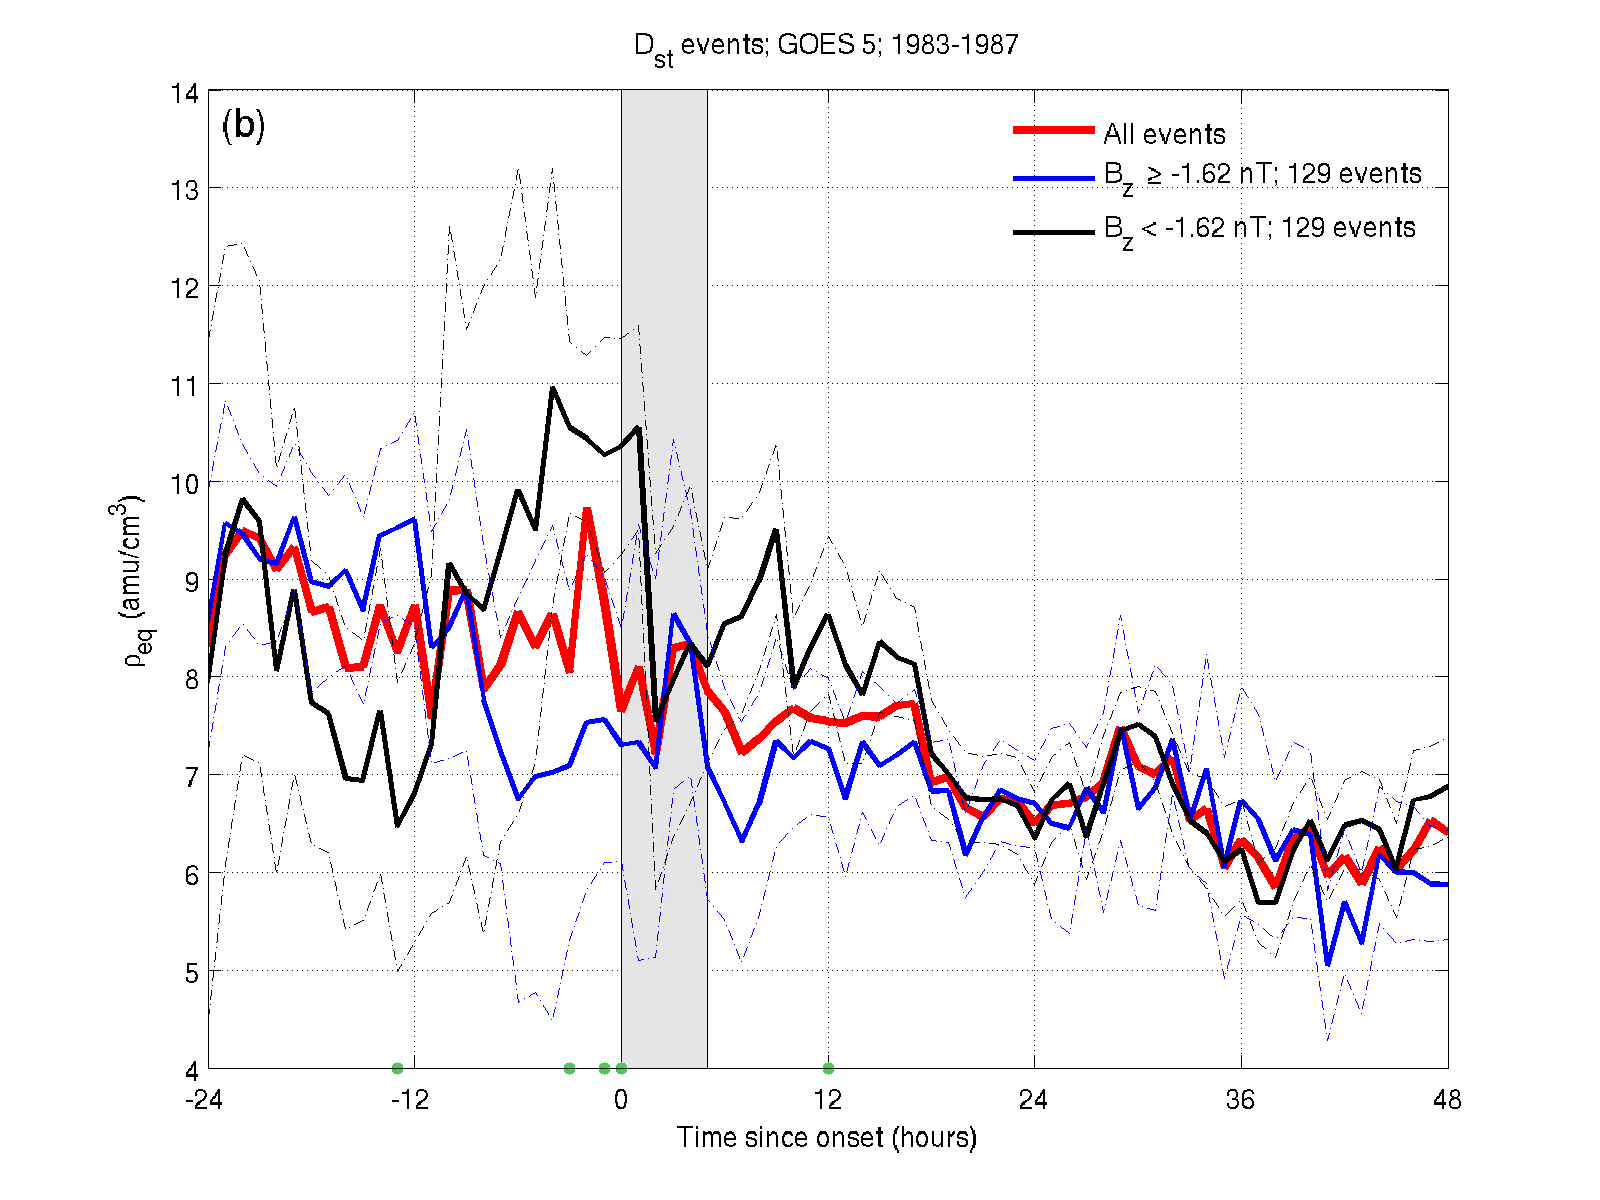 D_st events; GOES 5; 1983-1987
(b)
All events
B_z ≥ -1.62 nT; 129 events
B_z < -1.62 nT; 129 events
ρ_eq (amu/cm^3)
14
13
12
11
10
9
8
7
6
5
4
-24 -12 0 12 24 36 48
Time since onset (hours)